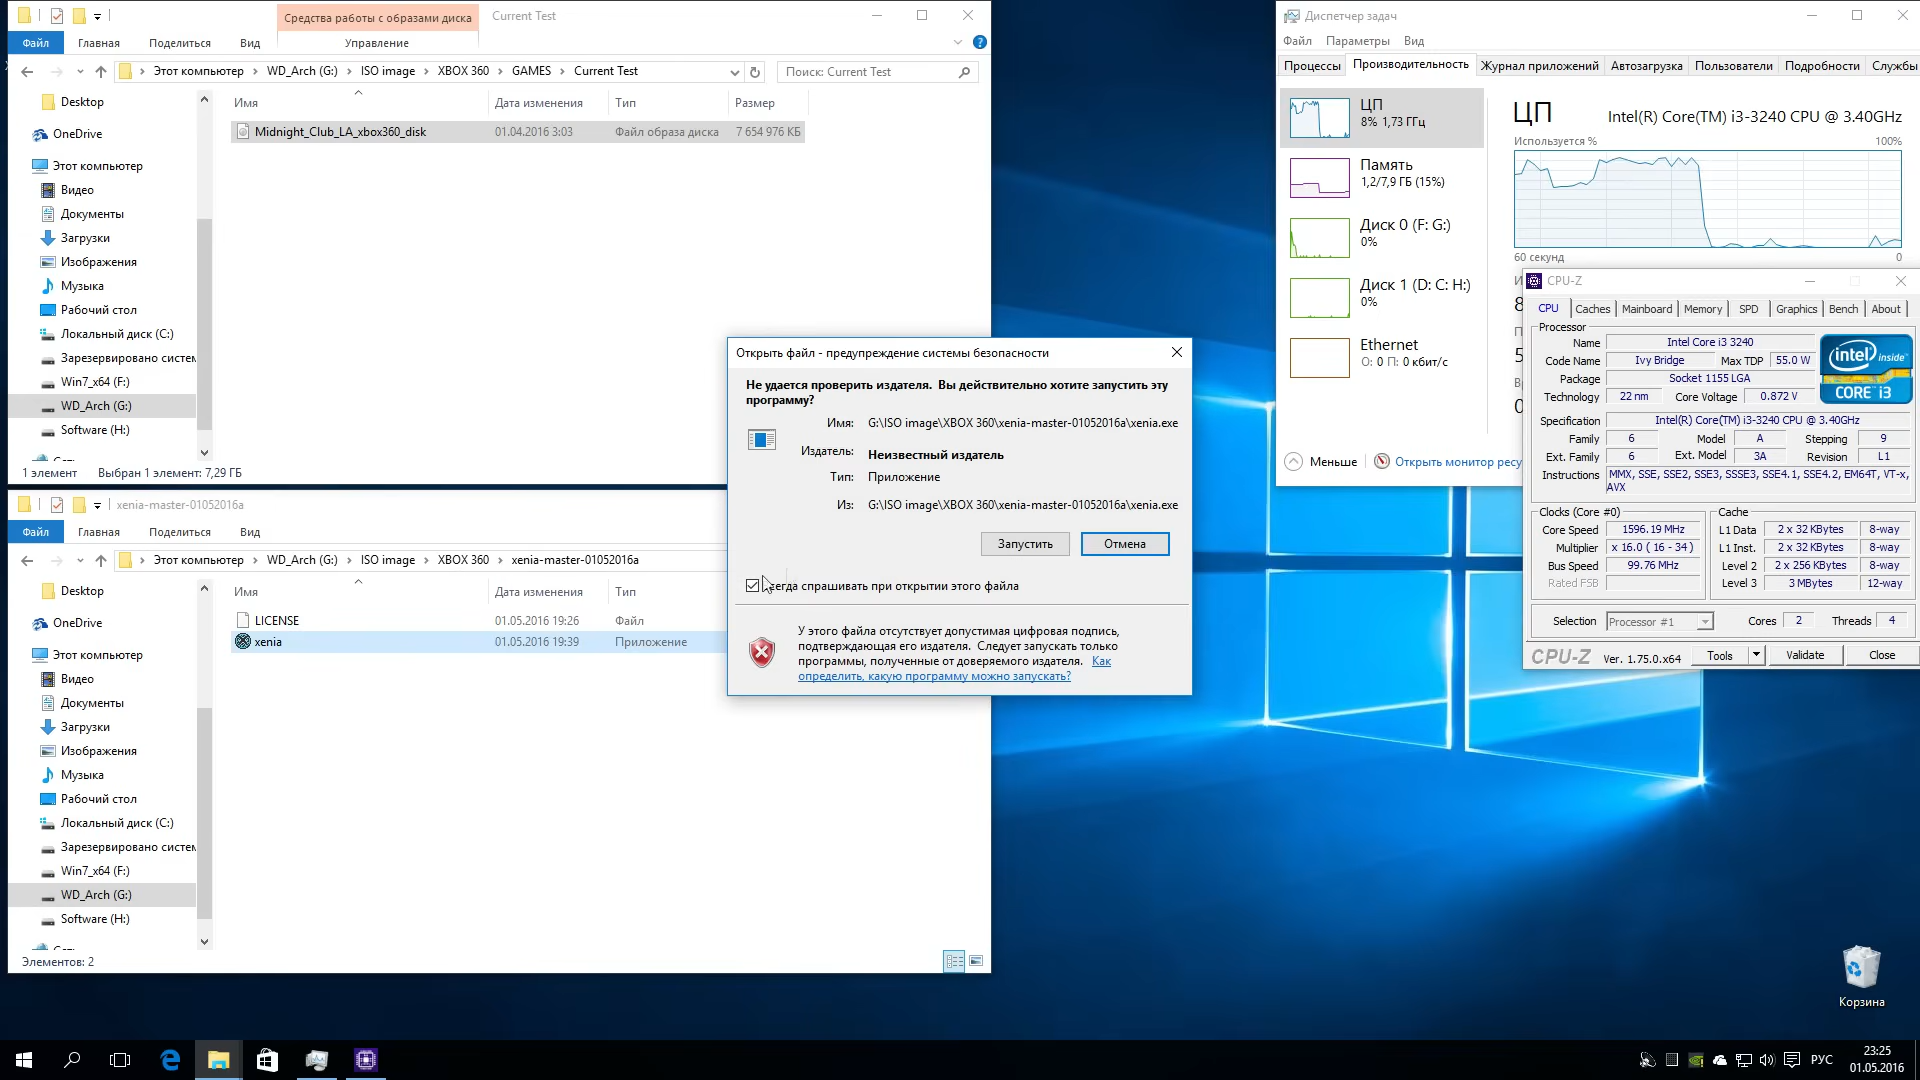 Средства работы с образами диска
Current Test
Файл
Главная
Поделиться
Вид
Управление
Этот компьютер
WD_Arch (G:)
ISO image
XBOX 360
GAMES
Current Test
Поиск: Current Test
Desktop
OneDrive
Этот компьютер
Видео
Документы
Загрузки
Изображения
Музыка
Рабочий стол
Локальный диск (C:)
Зарезервировано систем
Win7_x64 (F:)
WD_Arch (G:)
Software (H:)
Имя
Дата изменения
Тип
Размер
Midnight_Club_LA_xbox360_disk
01.04.2016 3:03
Файл образа диска
7 654 976 КБ
1 элемент
Выбран 1 элемент: 7,29 ГБ
xenia-master-01052016a
Файл
Главная
Поделиться
Вид
Этот компьютер
WD_Arch (G:)
ISO image
XBOX 360
xenia-master-01052016a
Desktop
OneDrive
Этот компьютер
Видео
Документы
Загрузки
Изображения
Музыка
Рабочий стол
Локальный диск (C:)
Зарезервировано систем
Win7_x64 (F:)
WD_Arch (G:)
Software (H:)
Имя
Дата изменения
Тип
LICENSE
01.05.2016 19:26
Файл
xenia
01.05.2016 19:39
Приложение
Элементов: 2
Открыть файл - предупреждение системы безопасности
Не удается проверить издателя. Вы действительно хотите запустить эту
программу?
Имя: G:\ISO image\XBOX 360\xenia-master-01052016a\xenia.exe
Издатель: Неизвестный издатель
Тип: Приложение
Из: G:\ISO image\XBOX 360\xenia-master-01052016a\xenia.exe
Запустить
Отмена
спрашивать при открытии этого файла
У этого файла отсутствует допустимая цифровая подпись,
подтверждающая его издателя. Следует запускать только
программы, полученные от доверяемого издателя. Как
определить, какую программу можно запускать?
Диспетчер задач
Файл
Параметры
Вид
Процессы
Производительность
Журнал приложений
Автозагрузка
Пользователи
Подробности
Службы
ЦП
8% 1,73 ГГц
Память
1,2/7,9 ГБ (15%)
Диск 0 (F: G:)
0%
Диск 1 (D: C: H:)
0%
Ethernet
О: 0 П: 0 кбит/с
ЦП
Intel(R) Core(TM) i3-3240 CPU @ 3.40GHz
Используется %
100%
60 секунд
0
Меньше
Открыть монитор ресу
CPU-Z
CPU
Caches
Mainboard
Memory
SPD
Graphics
Bench
About
Processor
Name
Intel Core i3 3240
Code Name
Ivy Bridge
Max TDP
55.0 W
Package
Socket 1155 LGA
Technology
22 nm
Core Voltage
0.872 V
intel inside
CORE i3
Specification
Intel(R) Core(TM) i3-3240 CPU @ 3.40GHz
Family
6
Model
A
Stepping
9
Ext. Family
6
Ext. Model
3A
Revision
L1
Instructions
MMX, SSE, SSE2, SSE3, SSSE3, SSE4.1, SSE4.2, EM64T, VT-x,
AVX
Clocks (Core #0)
Core Speed
1596.19 MHz
Multiplier
x 16.0 ( 16 - 34 )
Bus Speed
99.76 MHz
Rated FSB
Cache
L1 Data
2 x 32 KBytes
8-way
L1 Inst.
2 x 32 KBytes
8-way
Level 2
2 x 256 KBytes
8-way
Level 3
3 MBytes
12-way
Selection
Processor #1
Cores
2
Threads
4
CPU-Z
Ver. 1.75.0.x64
Tools
Validate
Close
Корзина
РУС
23:25
01.05.2016